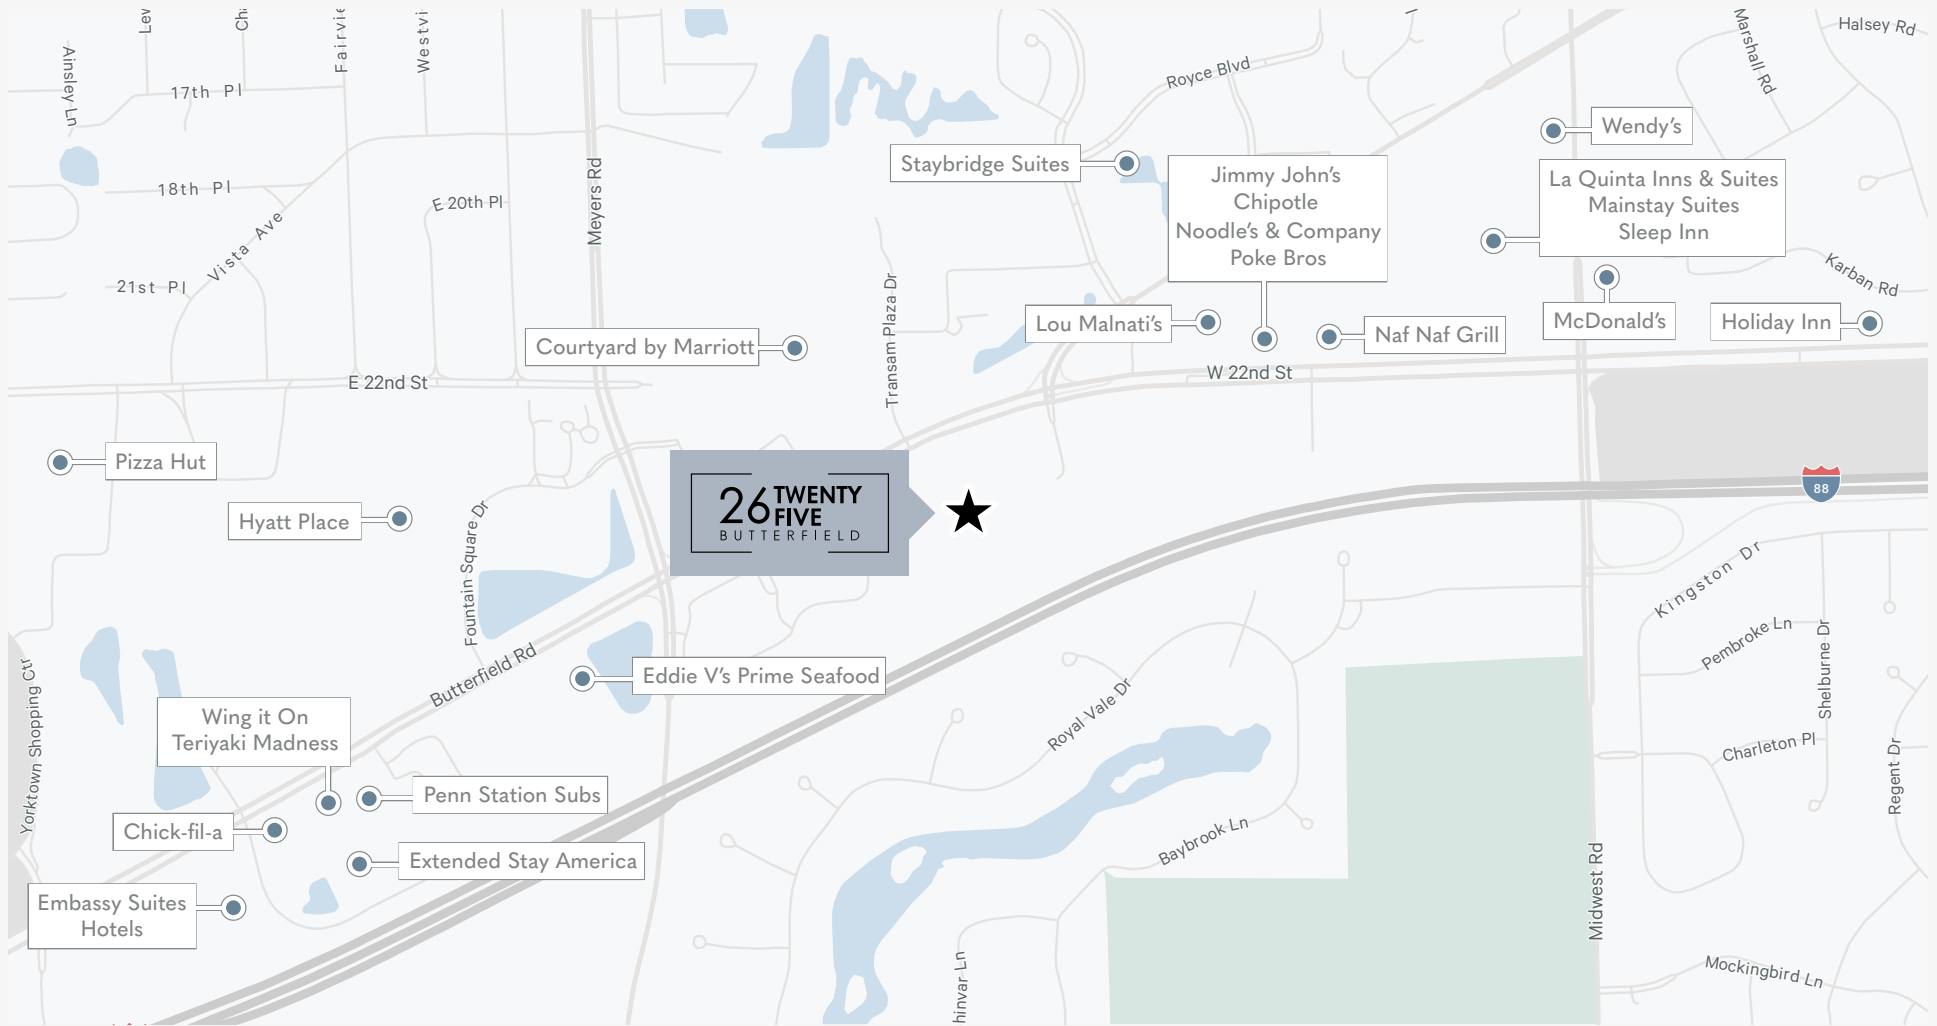 Lev
Chi
Fairvie
Westvi
Ainsley Ln
17th Pl
18th Pl
Vista Ave
E 20th Pl
21st Pl
Meyers Rd
Royce Blvd
Marshall Rd
Halsey Rd
Wendy's
Staybridge Suites
Jimmy John's
Chipotle
Noodle's & Company
Poke Bros
La Quinta Inns & Suites
Mainstay Suites
Sleep Inn
Karban Rd
Transam Plaza Dr
Lou Malnati's
Naf Naf Grill
McDonald's
Holiday Inn
Courtyard by Marriott
E 22nd St
W 22nd St
Pizza Hut
Hyatt Place
26 TWENTY
FIVE
BUTTERFIELD
88
Fountain Square Dr
Kingston Dr
Pembroke Ln
Shelburne Dr
Butterfield Rd
Eddie V's Prime Seafood
Yorktown Shopping Ctr
Royal Vale Dr
Charleton Pl
Regent Dr
Wing it On
Teriyaki Madness
Penn Station Subs
Chick-fil-a
Extended Stay America
Baybrook Ln
Midwest Rd
Embassy Suites
Hotels
hinvar Ln
Mockingbird Ln